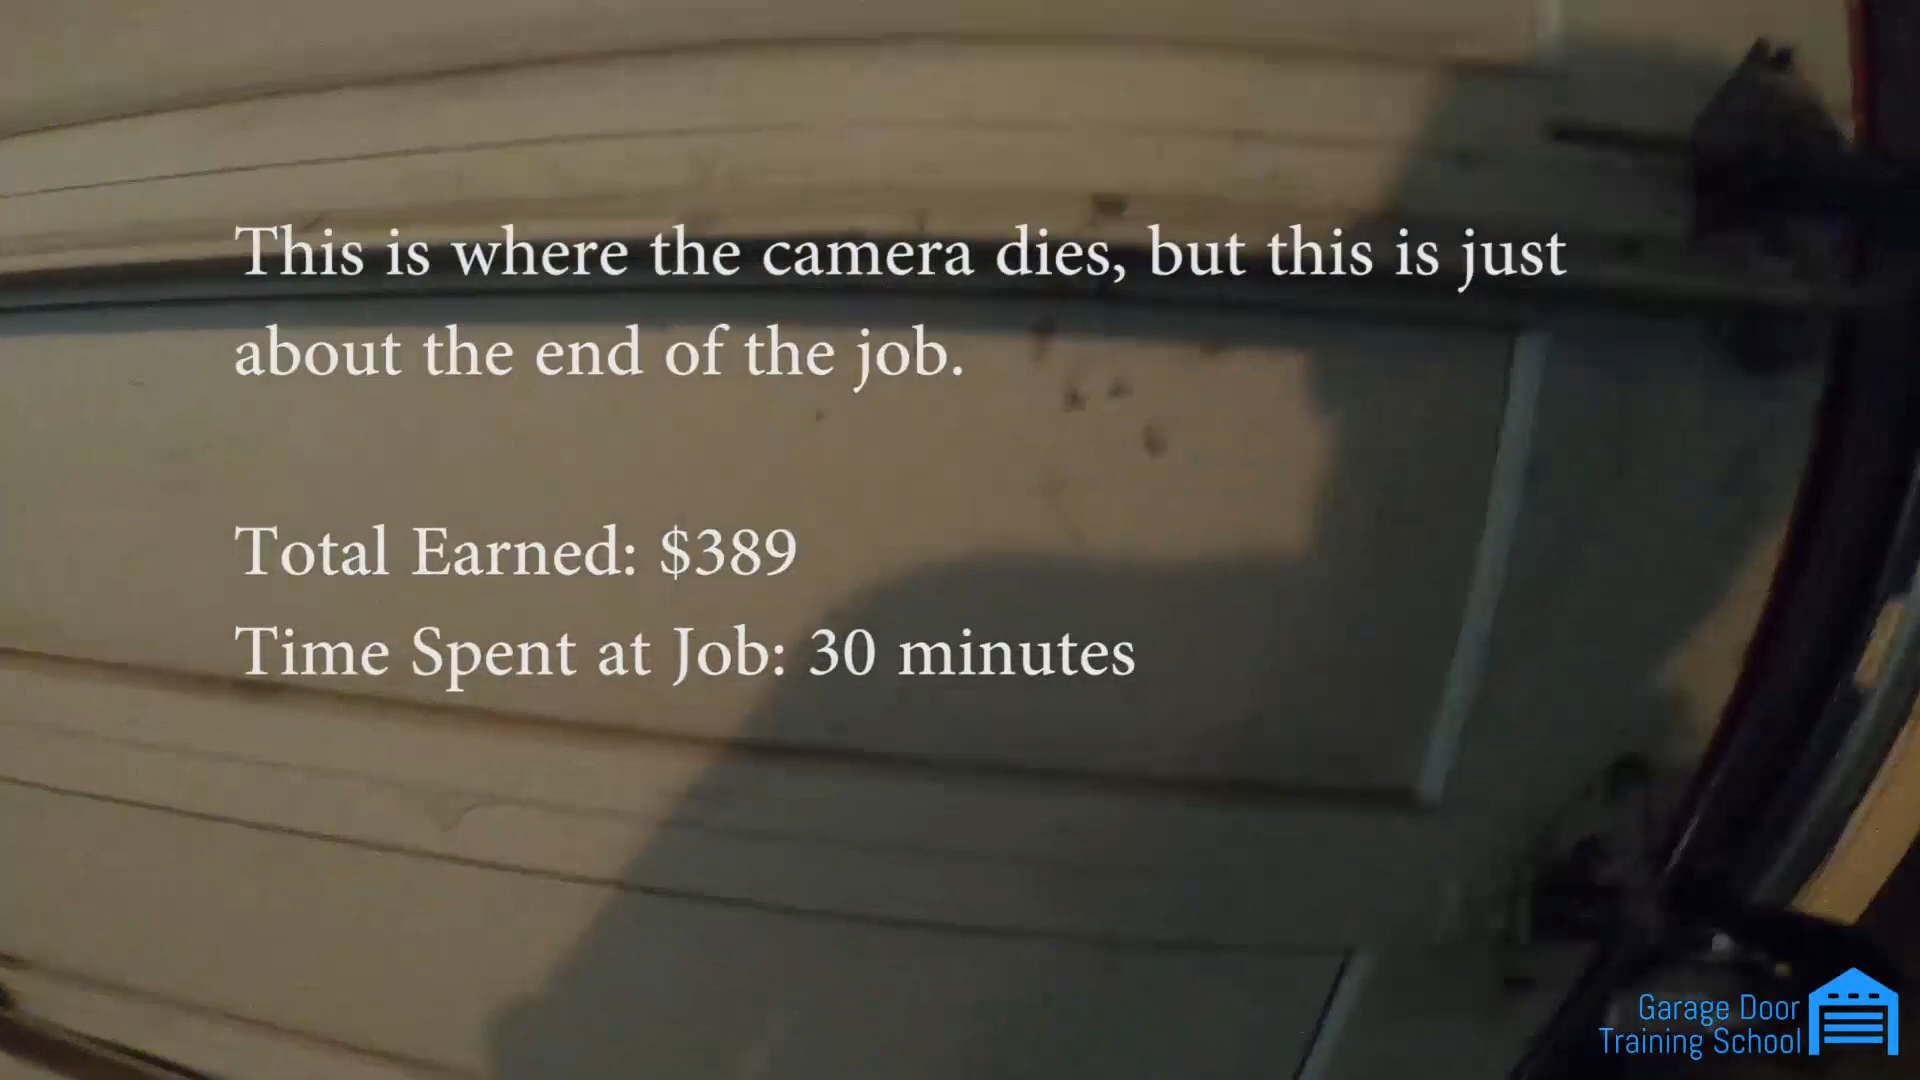 This is where the camera dies, but this is just
about the end of the job.
Total Earned: $389
Time Spent at Job: 30 minutes
Garage Door
Training School